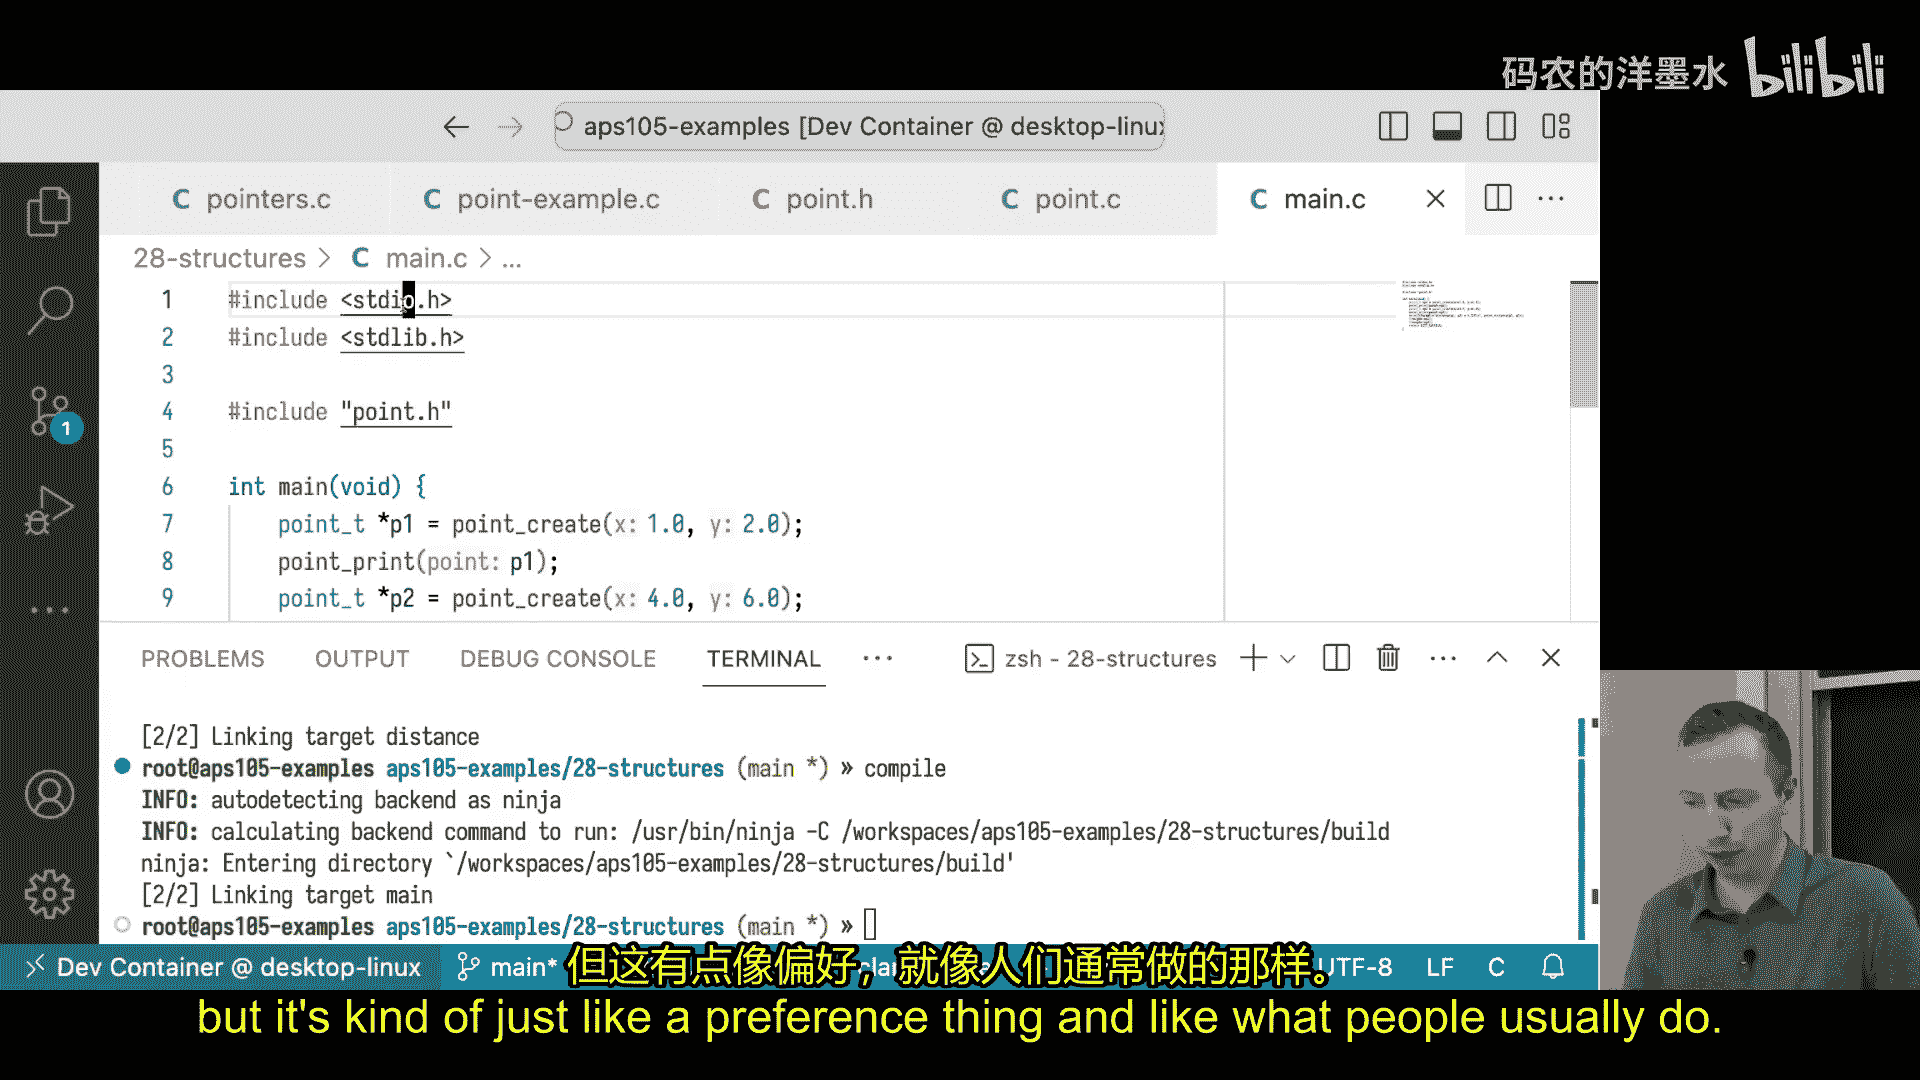 码农的洋墨水 bilibili
aps105-examples [Dev Container @ desktop-linux
C pointers.c C point-example.c C point.h C point.c C main.c
28-structures > C main.c > ...
1 #include <stdio.h>
2 #include <stdlib.h>
3
4 #include "point.h"
5
6 int main(void) {
7 point_t *p1 = point_create(x: 1.0, y: 2.0);
8 point_print(point: p1);
9 point_t *p2 = point_create(x: 4.0, y: 6.0);
PROBLEMS OUTPUT DEBUG CONSOLE TERMINAL ··· zsh - 28-structures
[2/2] Linking target distance
root@aps105-examples aps105-examples/28-structures (main *) » compile
INFO: autodetecting backend as ninja
INFO: calculating backend command to run: /usr/bin/ninja -C /workspaces/aps105-examples/28-structures/build
ninja: Entering directory `/workspaces/aps105-examples/28-structures/build'
[2/2] Linking target main
root@aps105-examples aps105-examples/28-structures (main *) »
1
Dev Container @ desktop-linux main* UTF-8 LF C
但这有点像偏好，就像人们通常做的那样。
but it's kind of just like a preference thing and like what people usually do.